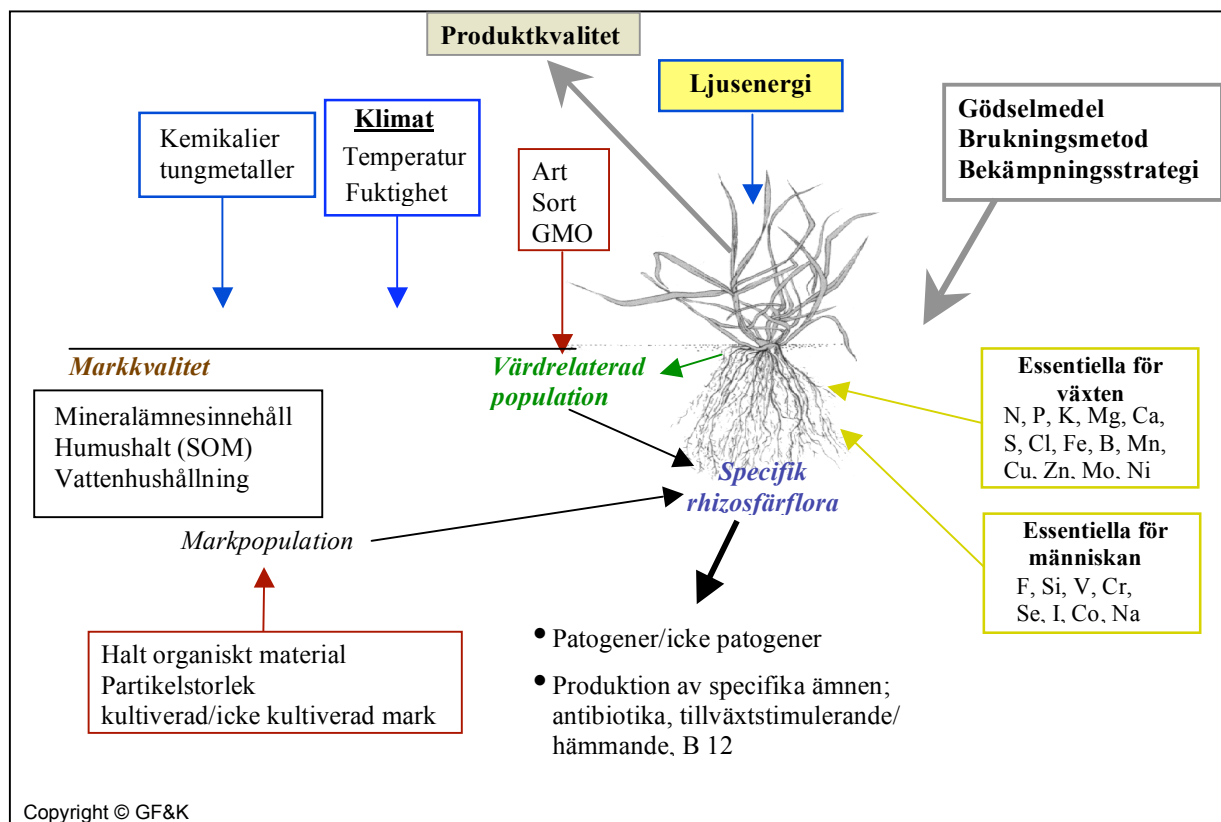 Produktkvalitet
Ljusenergi
Kemikalier
tungmetaller
Klimat
Temperatur
Fuktighet
Art
Sort
GMO
Gödselmedel
Brukningsmetod
Bekämpningsstrategi
Markkvalitet
Mineralämnesinnehåll
Humushalt (SOM)
Vattenhushållning
Värdrelaterad
population
Specifik
rhizosfärflora
Markpopulation
Essentiella för
växten
N, P, K, Mg, Ca,
S, Cl, Fe, B, Mn,
Cu, Zn, Mo, Ni
Essentiella för
människan
F, Si, V, Cr,
Se, I, Co, Na
Halt organiskt material
Partikelstorlek
kultiverad/icke kultiverad mark
• Patogener/icke patogener
• Produktion av specifika ämnen;
antibiotika, tillväxtstimulerande/
hämmande, B 12
Copyright © GF&K